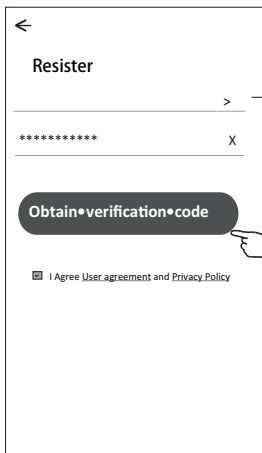 Resister
>
*********** X
Obtain•verification•code
I Agree User agreement and Privacy Policy